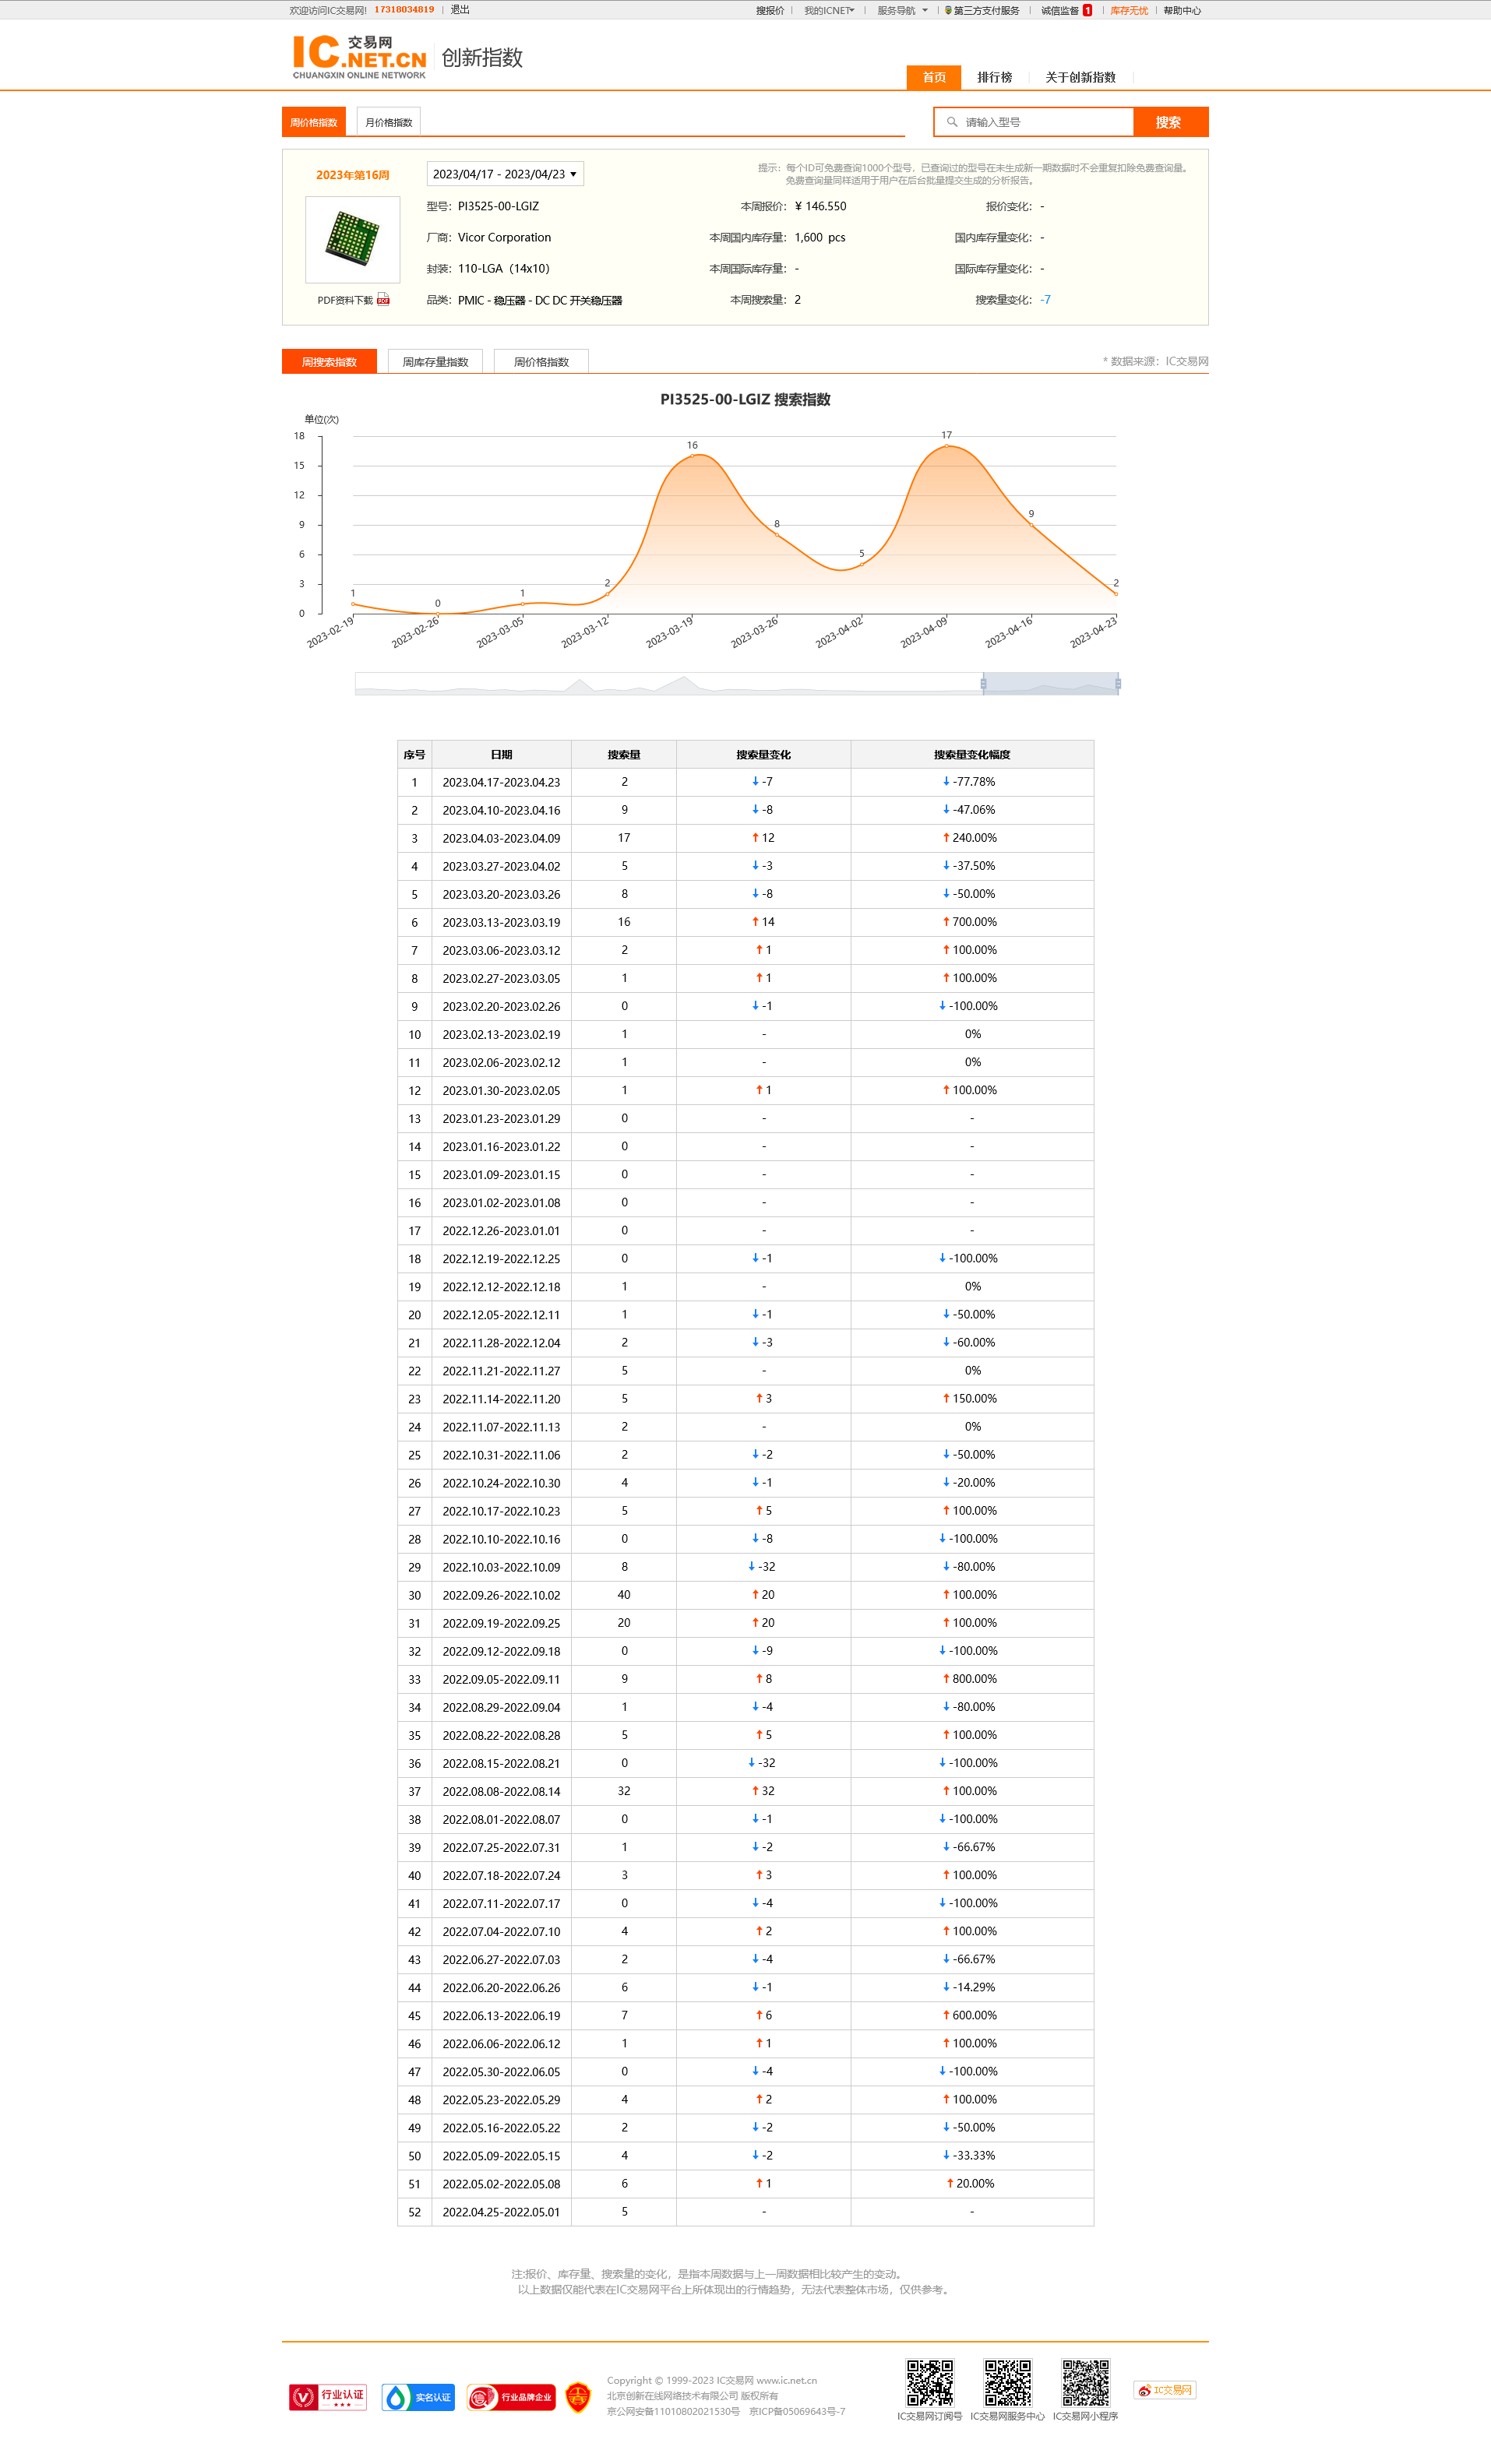 欢迎访问IC交易网! 17318034819 退出 搜报价 我的ICNET 服务导航 第三方支付服务 诚信监督 1 库存无忧 帮助中心
IC交易网
.NET.CN
CHUANGXIN ONLINE NETWORK
创新指数
首页 排行榜 关于创新指数
周价格指数 月价格指数 请输入型号 搜索
2023年第16周 2023/04/17 - 2023/04/23
提示：每个ID可免费查询1000个型号，已查询过的型号在未生成新一期数据时不会重复扣除免费查询量。
免费查询量同样适用于用户在后台批量提交生成的分析报告。
型号：PI3525-00-LGIZ 本周报价：¥ 146.550 报价变化：-
厂商：Vicor Corporation 本周国内库存量：1,600 pcs 国内库存量变化：-
封装：110-LGA（14x10） 本周国际库存量：- 国际库存量变化：-
PDF资料下载 PDF 品类：PMIC - 稳压器 - DC DC 开关稳压器 本周搜索量：2 搜索量变化：-7
周搜索指数 周库存量指数 周价格指数 * 数据来源：IC交易网
PI3525-00-LGIZ 搜索指数
单位(次)
18
15
12
9
6
3
0
1 0 1 2 16 8 5 17 9 2
2023-02-19 2023-02-26 2023-03-05 2023-03-12 2023-03-19 2023-03-26 2023-04-02 2023-04-09 2023-04-16 2023-04-23
序号 日期 搜索量 搜索量变化 搜索量变化幅度
1 2023.04.17-2023.04.23 2 ↓ -7 ↓ -77.78%
2 2023.04.10-2023.04.16 9 ↓ -8 ↓ -47.06%
3 2023.04.03-2023.04.09 17 ↑ 12 ↑ 240.00%
4 2023.03.27-2023.04.02 5 ↓ -3 ↓ -37.50%
5 2023.03.20-2023.03.26 8 ↓ -8 ↓ -50.00%
6 2023.03.13-2023.03.19 16 ↑ 14 ↑ 700.00%
7 2023.03.06-2023.03.12 2 ↑ 1 ↑ 100.00%
8 2023.02.27-2023.03.05 1 ↑ 1 ↑ 100.00%
9 2023.02.20-2023.02.26 0 ↓ -1 ↓ -100.00%
10 2023.02.13-2023.02.19 1 - 0%
11 2023.02.06-2023.02.12 1 - 0%
12 2023.01.30-2023.02.05 1 ↑ 1 ↑ 100.00%
13 2023.01.23-2023.01.29 0 - -
14 2023.01.16-2023.01.22 0 - -
15 2023.01.09-2023.01.15 0 - -
16 2023.01.02-2023.01.08 0 - -
17 2022.12.26-2023.01.01 0 - -
18 2022.12.19-2022.12.25 0 ↓ -1 ↓ -100.00%
19 2022.12.12-2022.12.18 1 - 0%
20 2022.12.05-2022.12.11 1 ↓ -1 ↓ -50.00%
21 2022.11.28-2022.12.04 2 ↓ -3 ↓ -60.00%
22 2022.11.21-2022.11.27 5 - 0%
23 2022.11.14-2022.11.20 5 ↑ 3 ↑ 150.00%
24 2022.11.07-2022.11.13 2 - 0%
25 2022.10.31-2022.11.06 2 ↓ -2 ↓ -50.00%
26 2022.10.24-2022.10.30 4 ↓ -1 ↓ -20.00%
27 2022.10.17-2022.10.23 5 ↑ 5 ↑ 100.00%
28 2022.10.10-2022.10.16 0 ↓ -8 ↓ -100.00%
29 2022.10.03-2022.10.09 8 ↓ -32 ↓ -80.00%
30 2022.09.26-2022.10.02 40 ↑ 20 ↑ 100.00%
31 2022.09.19-2022.09.25 20 ↑ 20 ↑ 100.00%
32 2022.09.12-2022.09.18 0 ↓ -9 ↓ -100.00%
33 2022.09.05-2022.09.11 9 ↑ 8 ↑ 800.00%
34 2022.08.29-2022.09.04 1 ↓ -4 ↓ -80.00%
35 2022.08.22-2022.08.28 5 ↑ 5 ↑ 100.00%
36 2022.08.15-2022.08.21 0 ↓ -32 ↓ -100.00%
37 2022.08.08-2022.08.14 32 ↑ 32 ↑ 100.00%
38 2022.08.01-2022.08.07 0 ↓ -1 ↓ -100.00%
39 2022.07.25-2022.07.31 1 ↓ -2 ↓ -66.67%
40 2022.07.18-2022.07.24 3 ↑ 3 ↑ 100.00%
41 2022.07.11-2022.07.17 0 ↓ -4 ↓ -100.00%
42 2022.07.04-2022.07.10 4 ↑ 2 ↑ 100.00%
43 2022.06.27-2022.07.03 2 ↓ -4 ↓ -66.67%
44 2022.06.20-2022.06.26 6 ↓ -1 ↓ -14.29%
45 2022.06.13-2022.06.19 7 ↑ 6 ↑ 600.00%
46 2022.06.06-2022.06.12 1 ↑ 1 ↑ 100.00%
47 2022.05.30-2022.06.05 0 ↓ -4 ↓ -100.00%
48 2022.05.23-2022.05.29 4 ↑ 2 ↑ 100.00%
49 2022.05.16-2022.05.22 2 ↓ -2 ↓ -50.00%
50 2022.05.09-2022.05.15 4 ↓ -2 ↓ -33.33%
51 2022.05.02-2022.05.08 6 ↑ 1 ↑ 20.00%
52 2022.04.25-2022.05.01 5 - -
注:报价、库存量、搜索量的变化，是指本周数据与上一周数据相比较产生的变动。
以上数据仅能代表在IC交易网平台上所体现出的行情趋势，无法代表整体市场，仅供参考。
行业认证 实名认证 行业品牌企业
Copyright © 1999-2023 IC交易网 www.ic.net.cn
北京创新在线网络技术有限公司 版权所有
京公网安备11010802021530号 京ICP备05069643号-7
IC交易网订阅号 IC交易网服务中心 IC交易网小程序
IC交易网